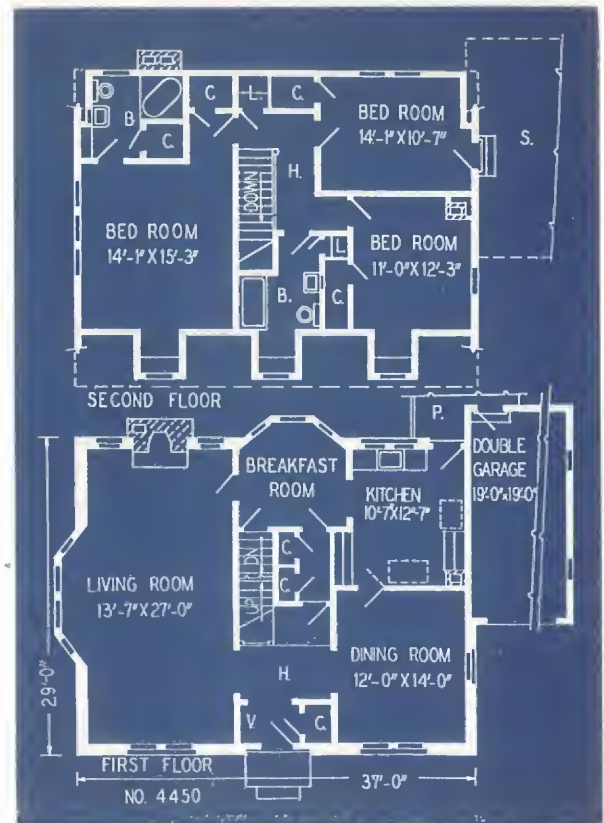 B.
C.
C.
L.
C.
BED ROOM
14'-1" X 10'-7"
S.
H.
DOWN
BED ROOM
14'-1" X 15'-3"
L.
BED ROOM
11'-0" X 12'-3"
B.
C.
SECOND FLOOR
P.
BREAKFAST
ROOM
DOUBLE
GARAGE
19'-0" X 19'-0"
KITCHEN
10'-7" X 12'-7"
C.
C.
UP
DN
LIVING ROOM
13'-7" X 27'-0"
DINING ROOM
12'-0" X 14'-0"
H.
V.
C.
29'-0"
FIRST FLOOR
37'-0"
NO. 4450